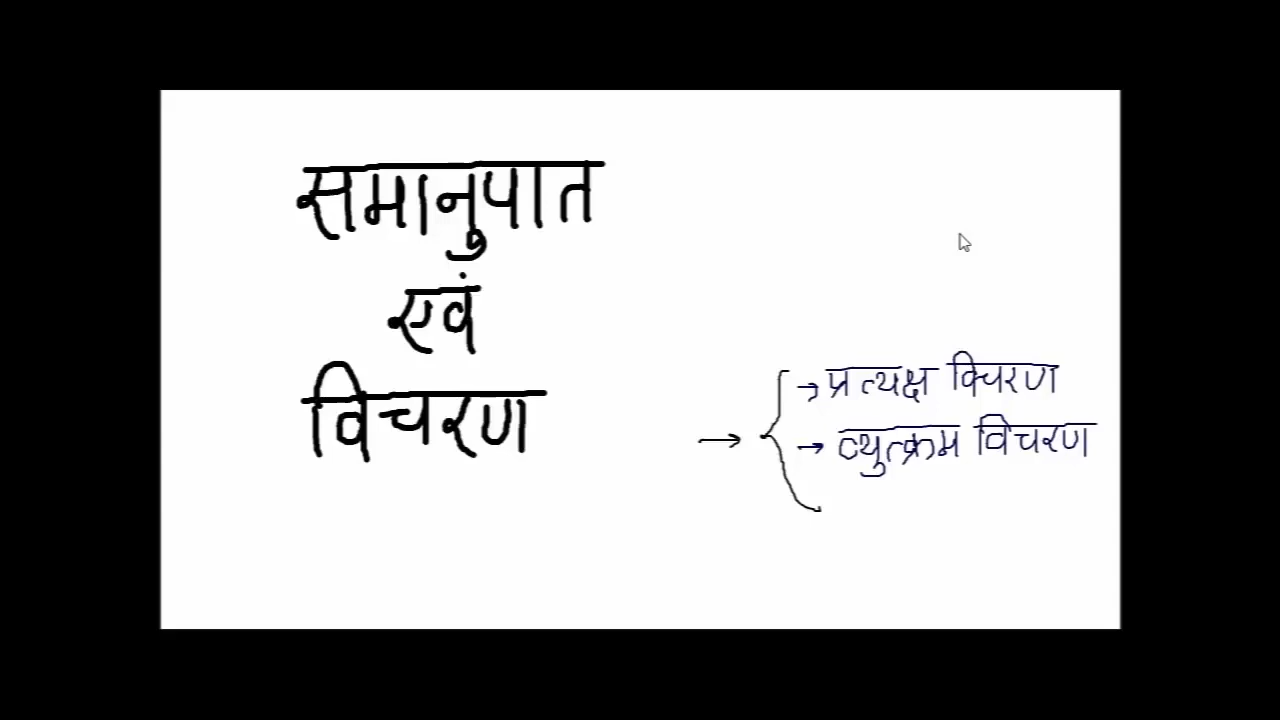 समानुपात
एवं
विचरण
→ प्रत्यक्ष विचरण
→ व्युत्क्रम विचरण